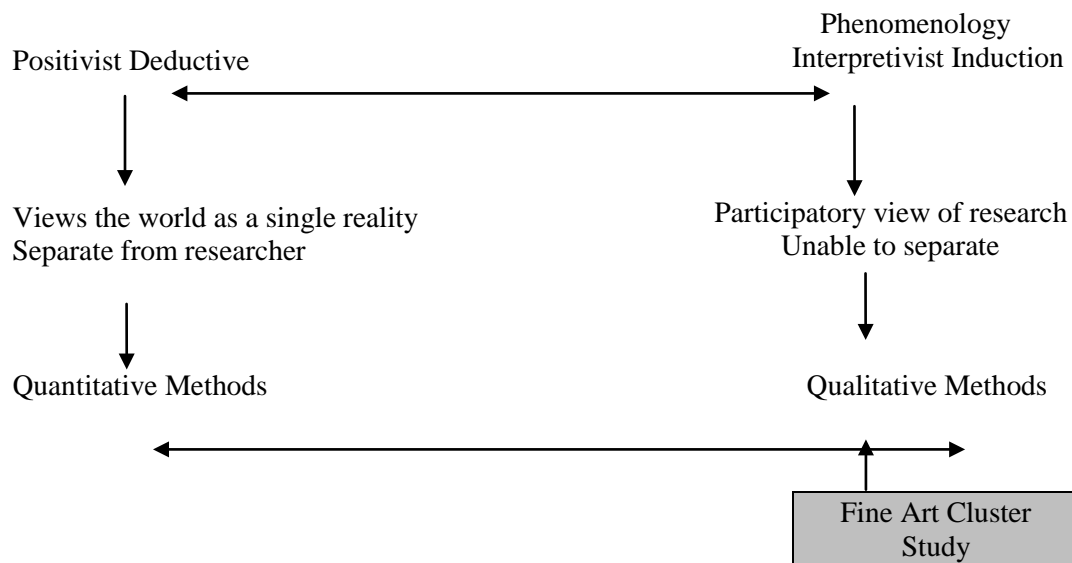 Positivist Deductive
Phenomenology
Interpretivist Induction
Views the world as a single reality
Separate from researcher
Participatory view of research
Unable to separate
Quantitative Methods
Qualitative Methods
Fine Art Cluster
Study